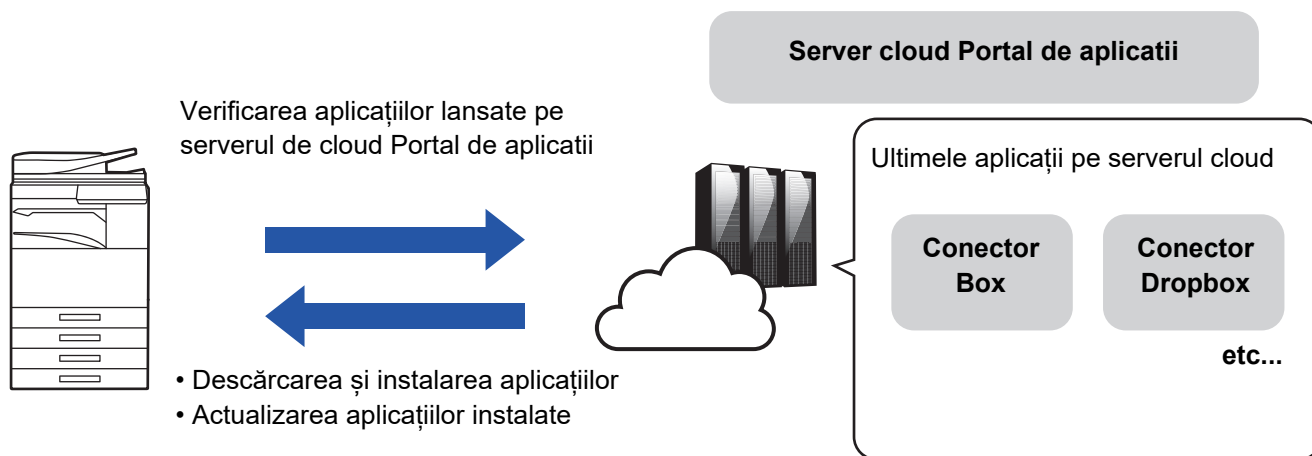 Server cloud Portal de aplicatii
Verificarea aplicațiilor lansate pe
serverul de cloud Portal de aplicatii
Ultimele aplicații pe serverul cloud
Conector
Box
Conector
Dropbox
etc...
• Descărcarea și instalarea aplicațiilor
• Actualizarea aplicațiilor instalate